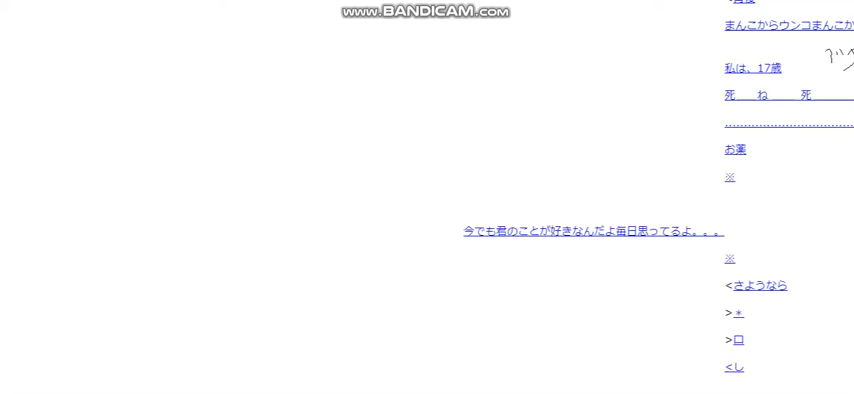 www.BANDICAM.com
まんこからウンコまんこか
私は、17歳
死　　ね　　　死
お薬
※
今でも君のことが好きなんだよ毎日思ってるよ。。。
※
<さようなら
>＊
>口
<し